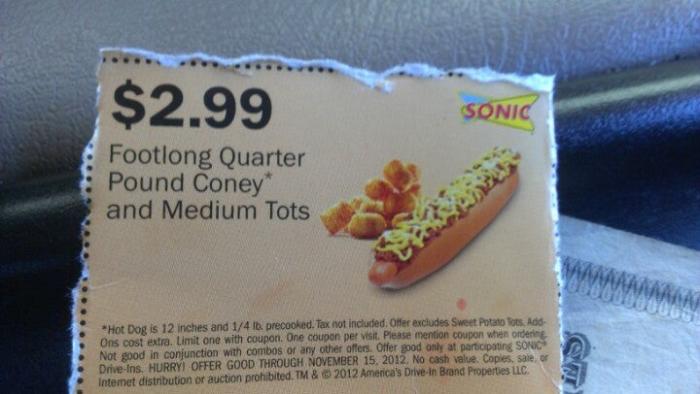 $2.99
SONIC
Footlong Quarter
Pound Coney*
and Medium Tots
*Hot Dog is 12 inches and 1/4 lb. precooked. Tax not included. Offer excludes Sweet Potato Tots. Add-
Ons cost extra. Limit one with coupon. One coupon per visit. Please mention coupon when ordering.
Not good in conjunction with combos or any other offers. Offer good only at participating SONIC®
Drive-Ins. HURRY! OFFER GOOD THROUGH NOVEMBER 15, 2012. No cash value. Copies, sale, or
Internet distribution or auction prohibited. TM & © 2012 America's Drive-In Brand Properties LLC.